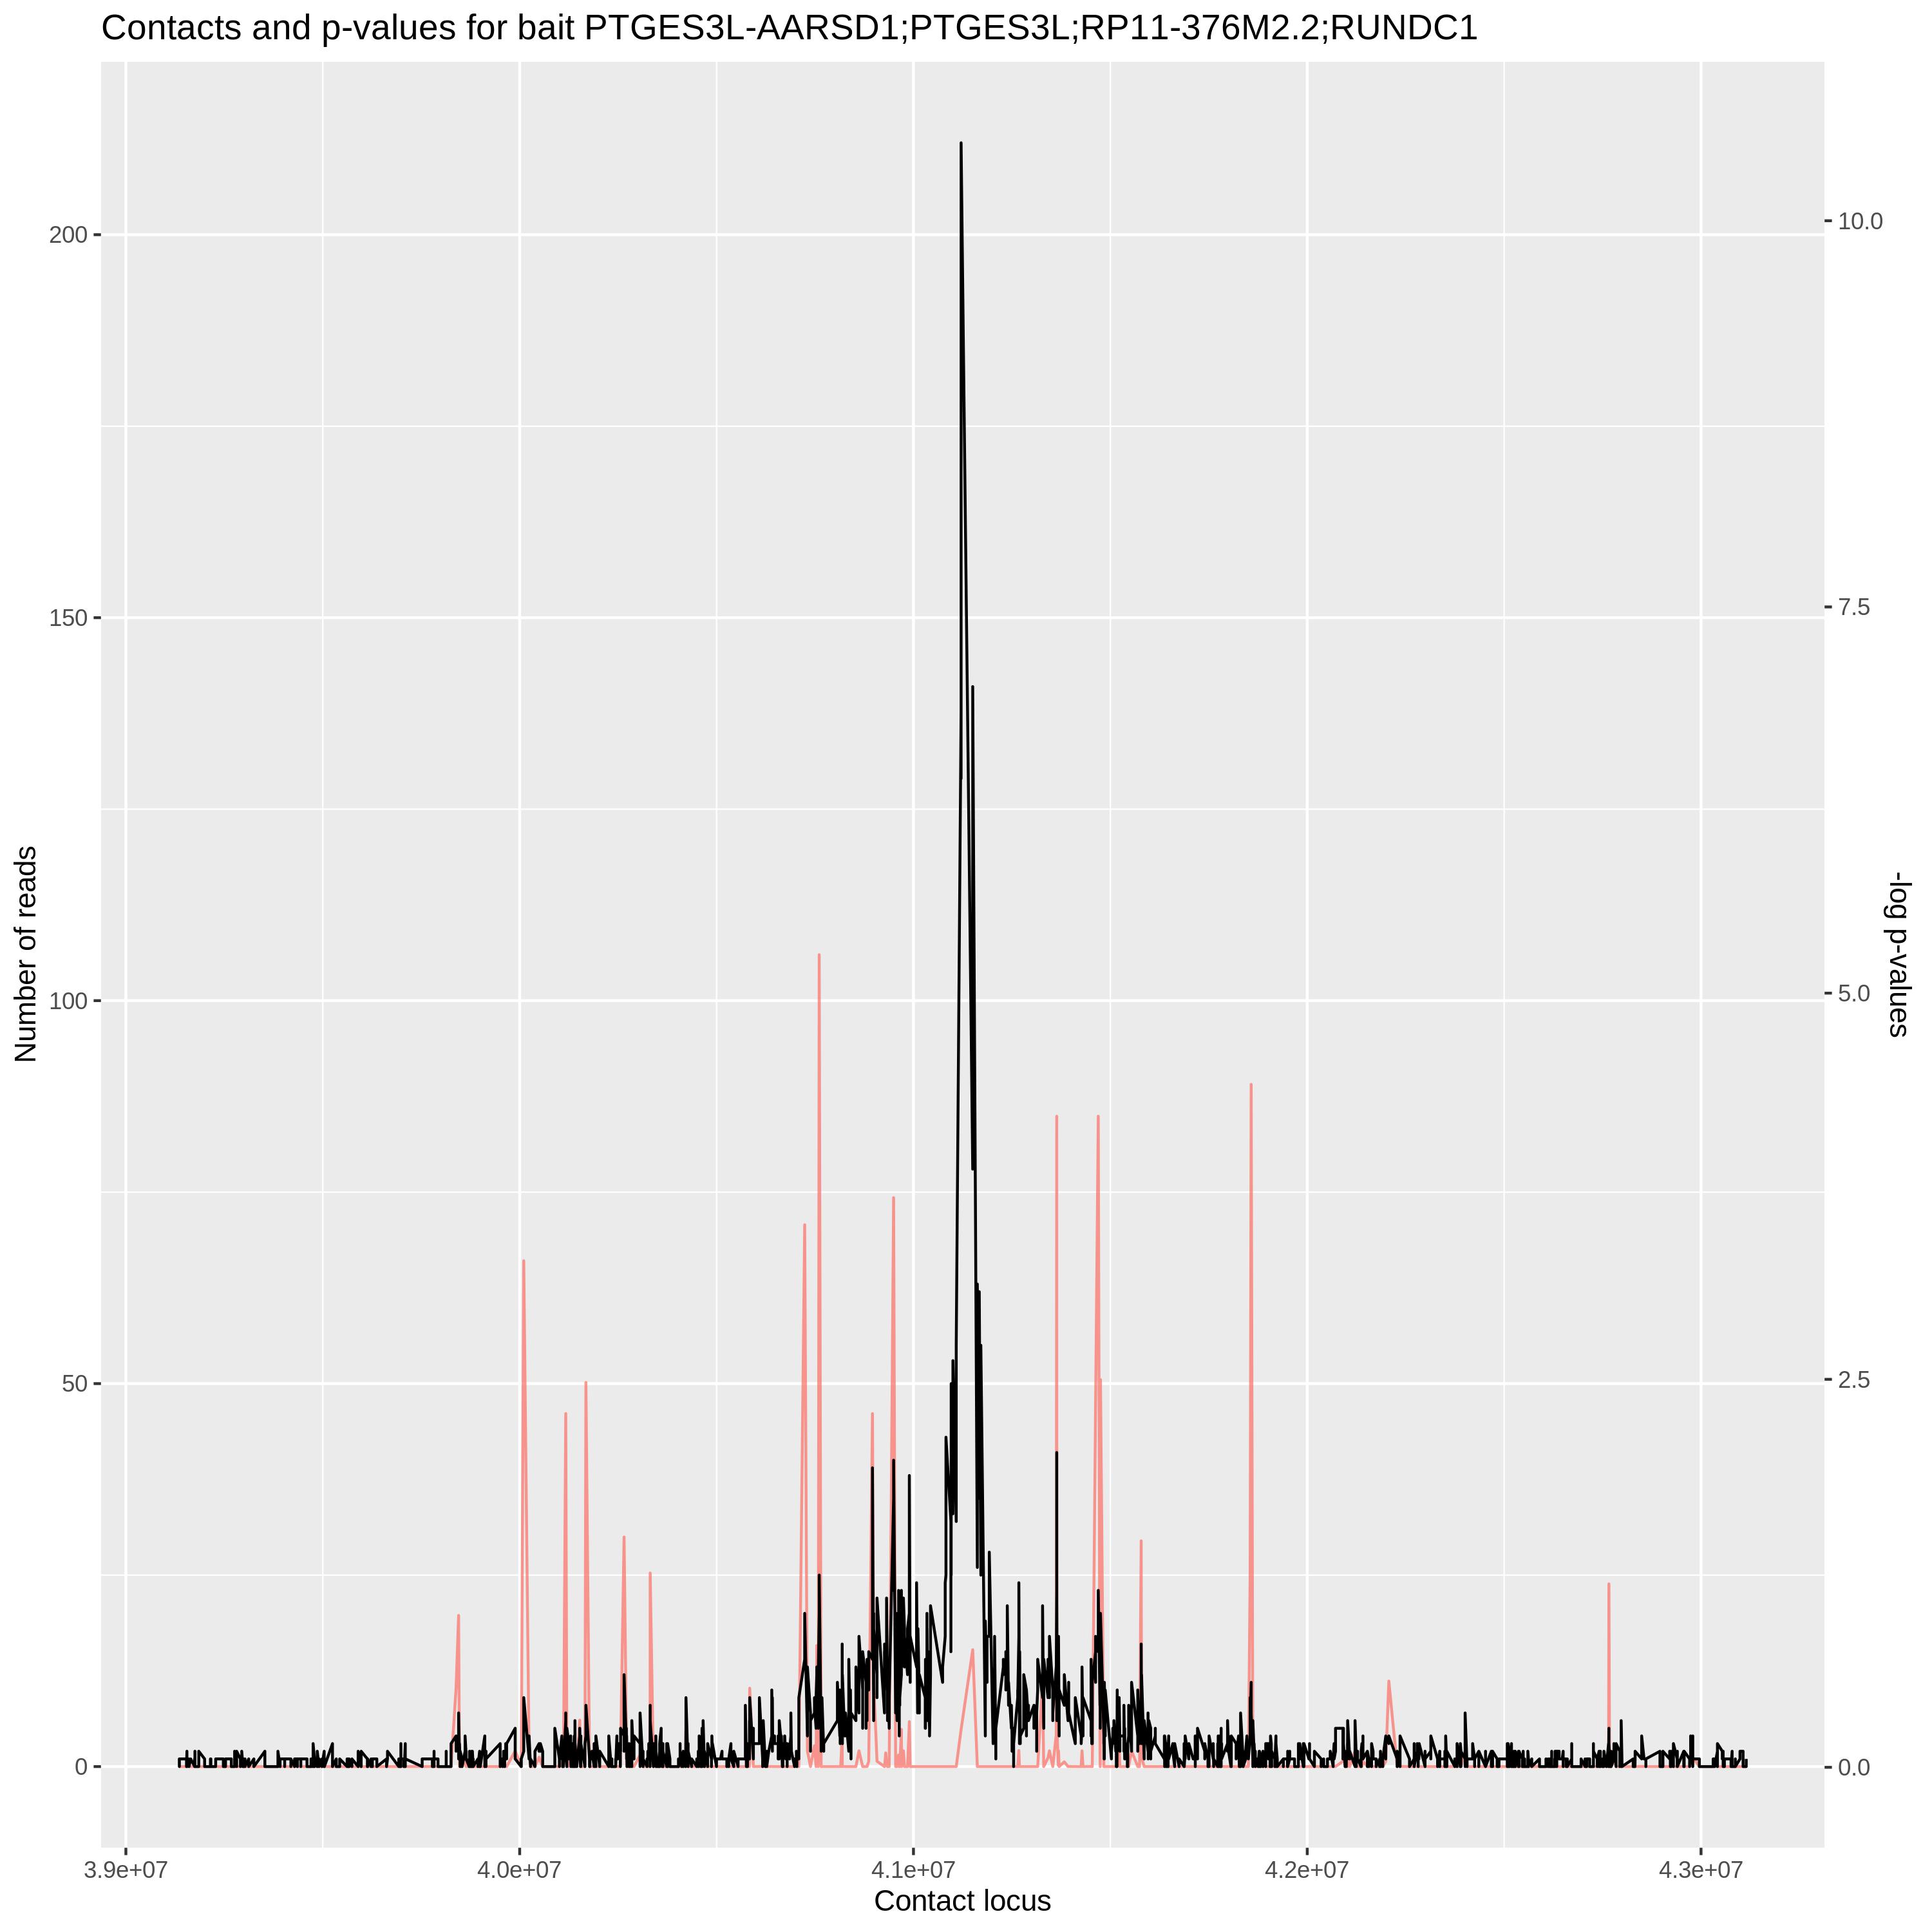 Contacts and p-values for bait PTGES3L-AARSD1;PTGES3L;RP11-376M2.2;RUNDC1
200
150
100
50
0
Number of reads
10.0
7.5
5.0
2.5
0.0
-log p-values
3.9e+07
4.0e+07
4.1e+07
4.2e+07
4.3e+07
Contact locus